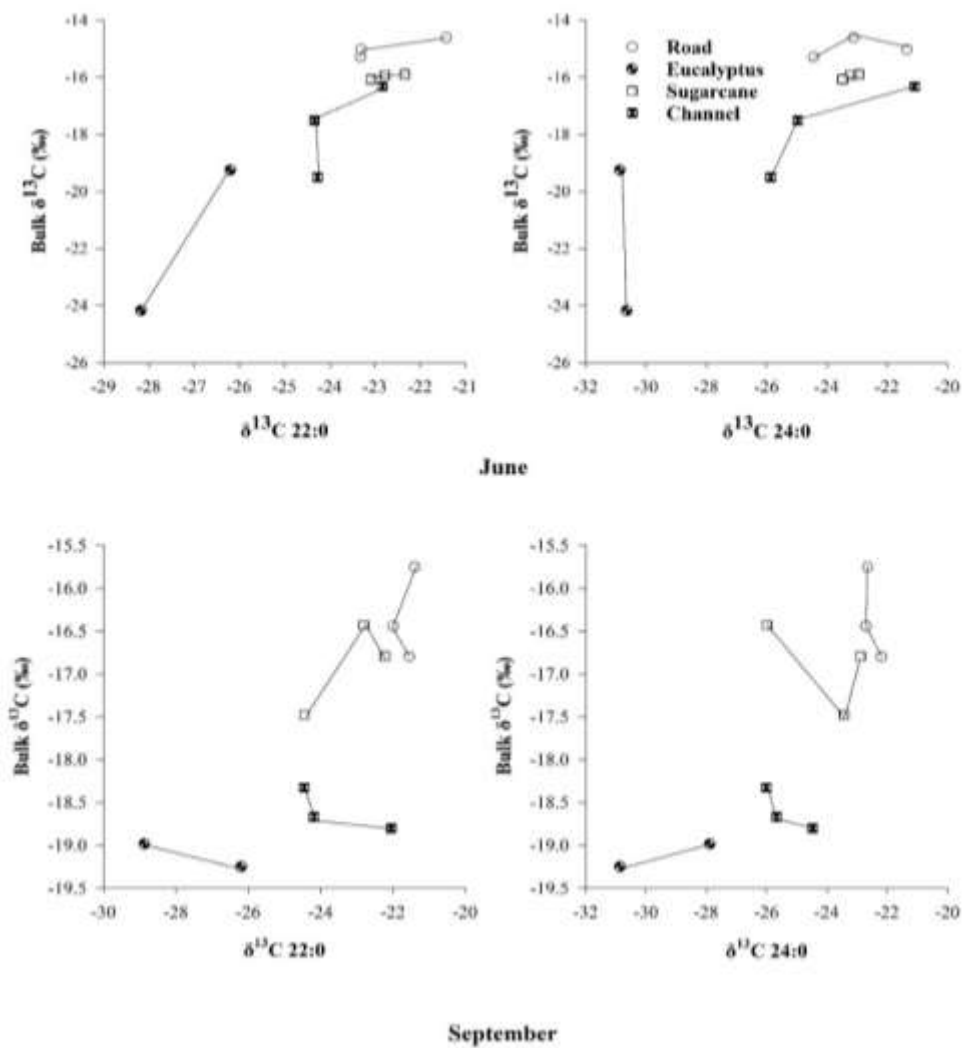 -14
-16
-18
-20
-22
-24
-26
Bulk δ¹³C (‰)
-29 -28 -27 -26 -25 -24 -23 -22 -21
δ¹³C 22:0
-14
-16
-18
-20
-22
-24
-26
Bulk δ¹³C (‰)
Road
Eucalyptus
Sugarcane
Channel
-32 -30 -28 -26 -24 -22 -20
δ¹³C 24:0
June
-15.5
-16.0
-16.5
-17.0
-17.5
-18.0
-18.5
-19.0
-19.5
Bulk δ¹³C (‰)
-30 -28 -26 -24 -22 -20
δ¹³C 22:0
-15.5
-16.0
-16.5
-17.0
-17.5
-18.0
-18.5
-19.0
-19.5
Bulk δ¹³C (‰)
-32 -30 -28 -26 -24 -22 -20
δ¹³C 24:0
September